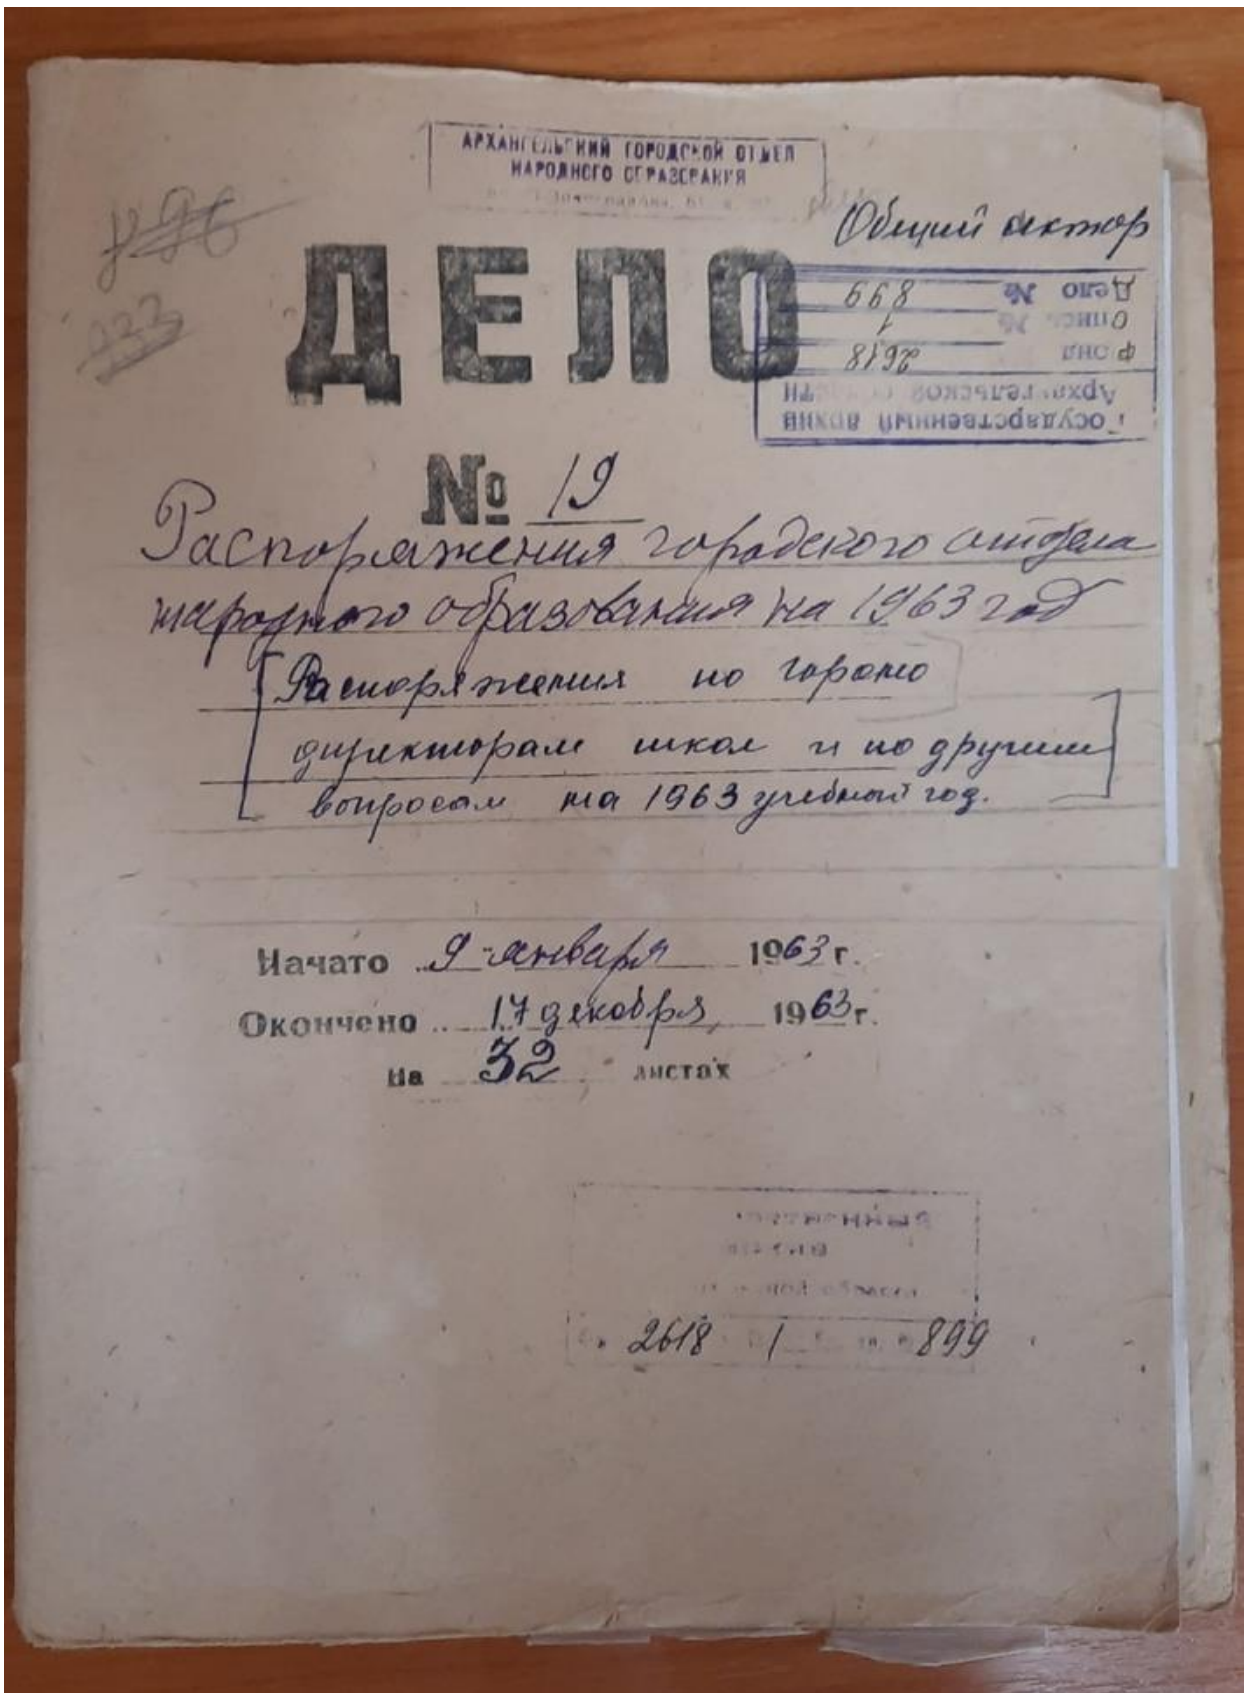 АРХАНГЕЛЬСКИЙ ГОРОДСКОЙ ОТДЕЛ
НАРОДНОГО ОБРАЗОВАНИЯ
Общий сектор
ДЕЛО
Государственный архив
Архангельской области
Фонд 2618
Опись № 1
Дело № 899
№ 19
Распоряжения городского отдела
народного образования на 1963 год
[Распоряжения по гороно]
директорам школ и по другим
вопросам на 1963 учебный год.]
Начато 9 января 1963 г.
Окончено 17 декабря, 1963 г.
На 32 листах
2618 1 899